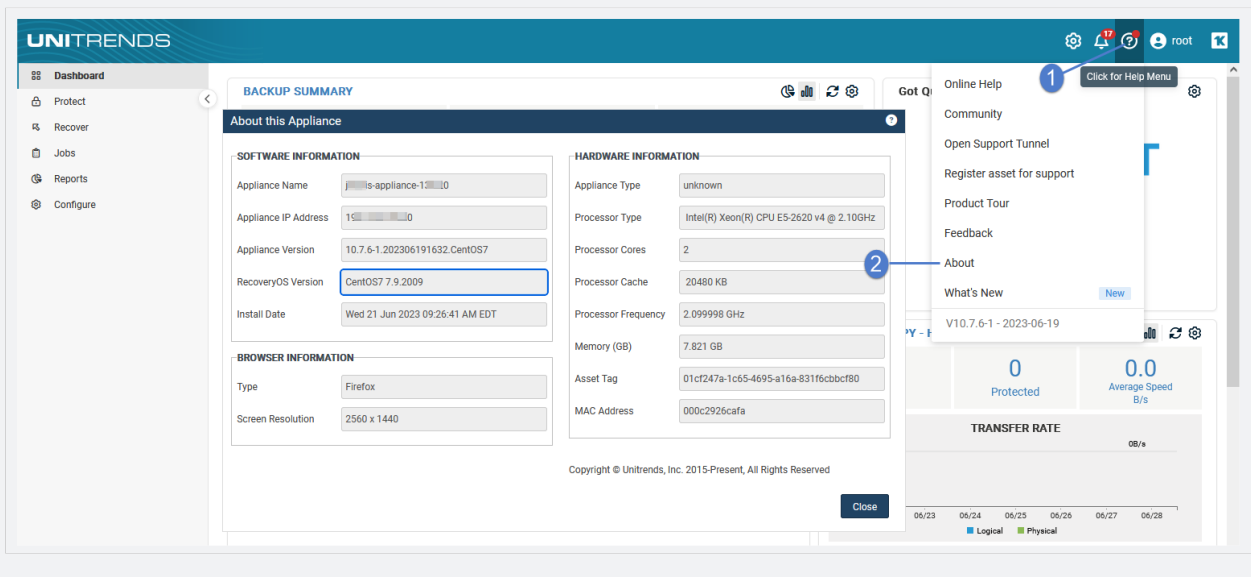 UNITRENDS
17
root
Dashboard
Protect
Recover
Jobs
Reports
Configure
BACKUP SUMMARY
Got Q
1
Click for Help Menu
Online Help
Community
Open Support Tunnel
Register asset for support
Product Tour
Feedback
2
About
What's New New
V10.7.6-1 - 2023-06-19
About this Appliance
SOFTWARE INFORMATION
Appliance Name
Appliance IP Address
Appliance Version 10.7.6-1.202306191632.CentOS7
RecoveryOS Version CentOS7 7.9.2009
Install Date Wed 21 Jun 2023 09:26:41 AM EDT
BROWSER INFORMATION
Type Firefox
Screen Resolution 2560 x 1440
HARDWARE INFORMATION
Appliance Type unknown
Processor Type Intel(R) Xeon(R) CPU E5-2620 v4 @ 2.10GHz
Processor Cores 2
Processor Cache 20480 KB
Processor Frequency 2.099998 GHz
Memory (GB) 7.821 GB
Asset Tag 01cf247a-1c65-4695-a16a-831f6cbbcf80
MAC Address 000c2926cafa
Copyright © Unitrends, Inc. 2015-Present, All Rights Reserved
Close
PY - H
0
Protected
0.0
Average Speed
B/s
TRANSFER RATE
0B/s
06/23 06/24 06/25 06/26 06/27 06/28
Logical Physical